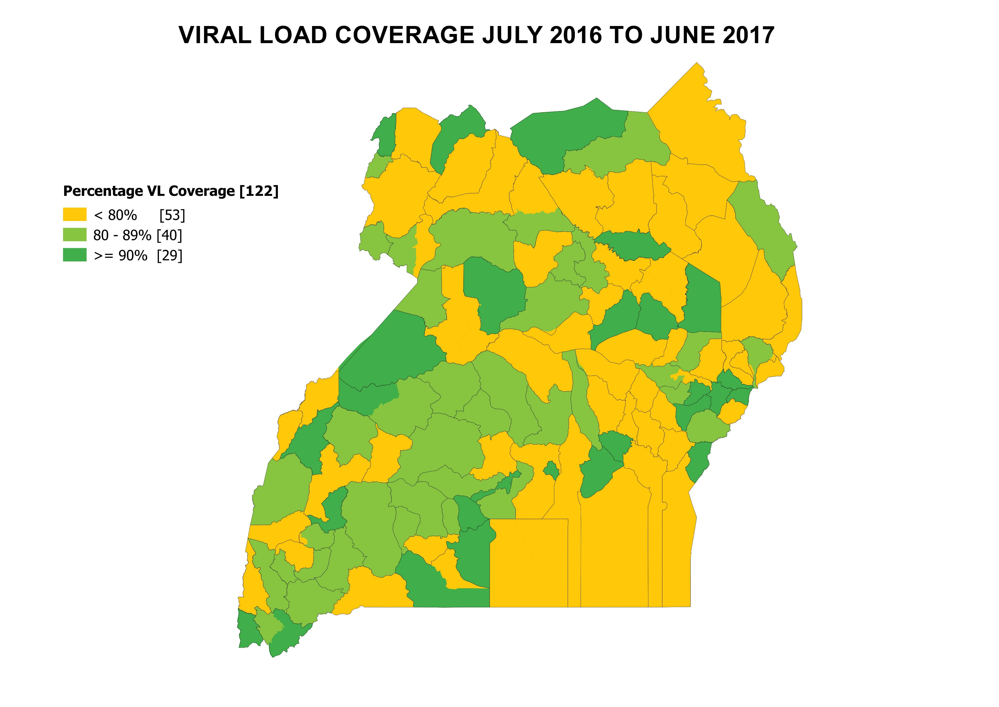 VIRAL LOAD COVERAGE JULY 2016 TO JUNE 2017
Percentage VL Coverage [122]
< 80% [53]
80 - 89% [40]
>= 90% [29]